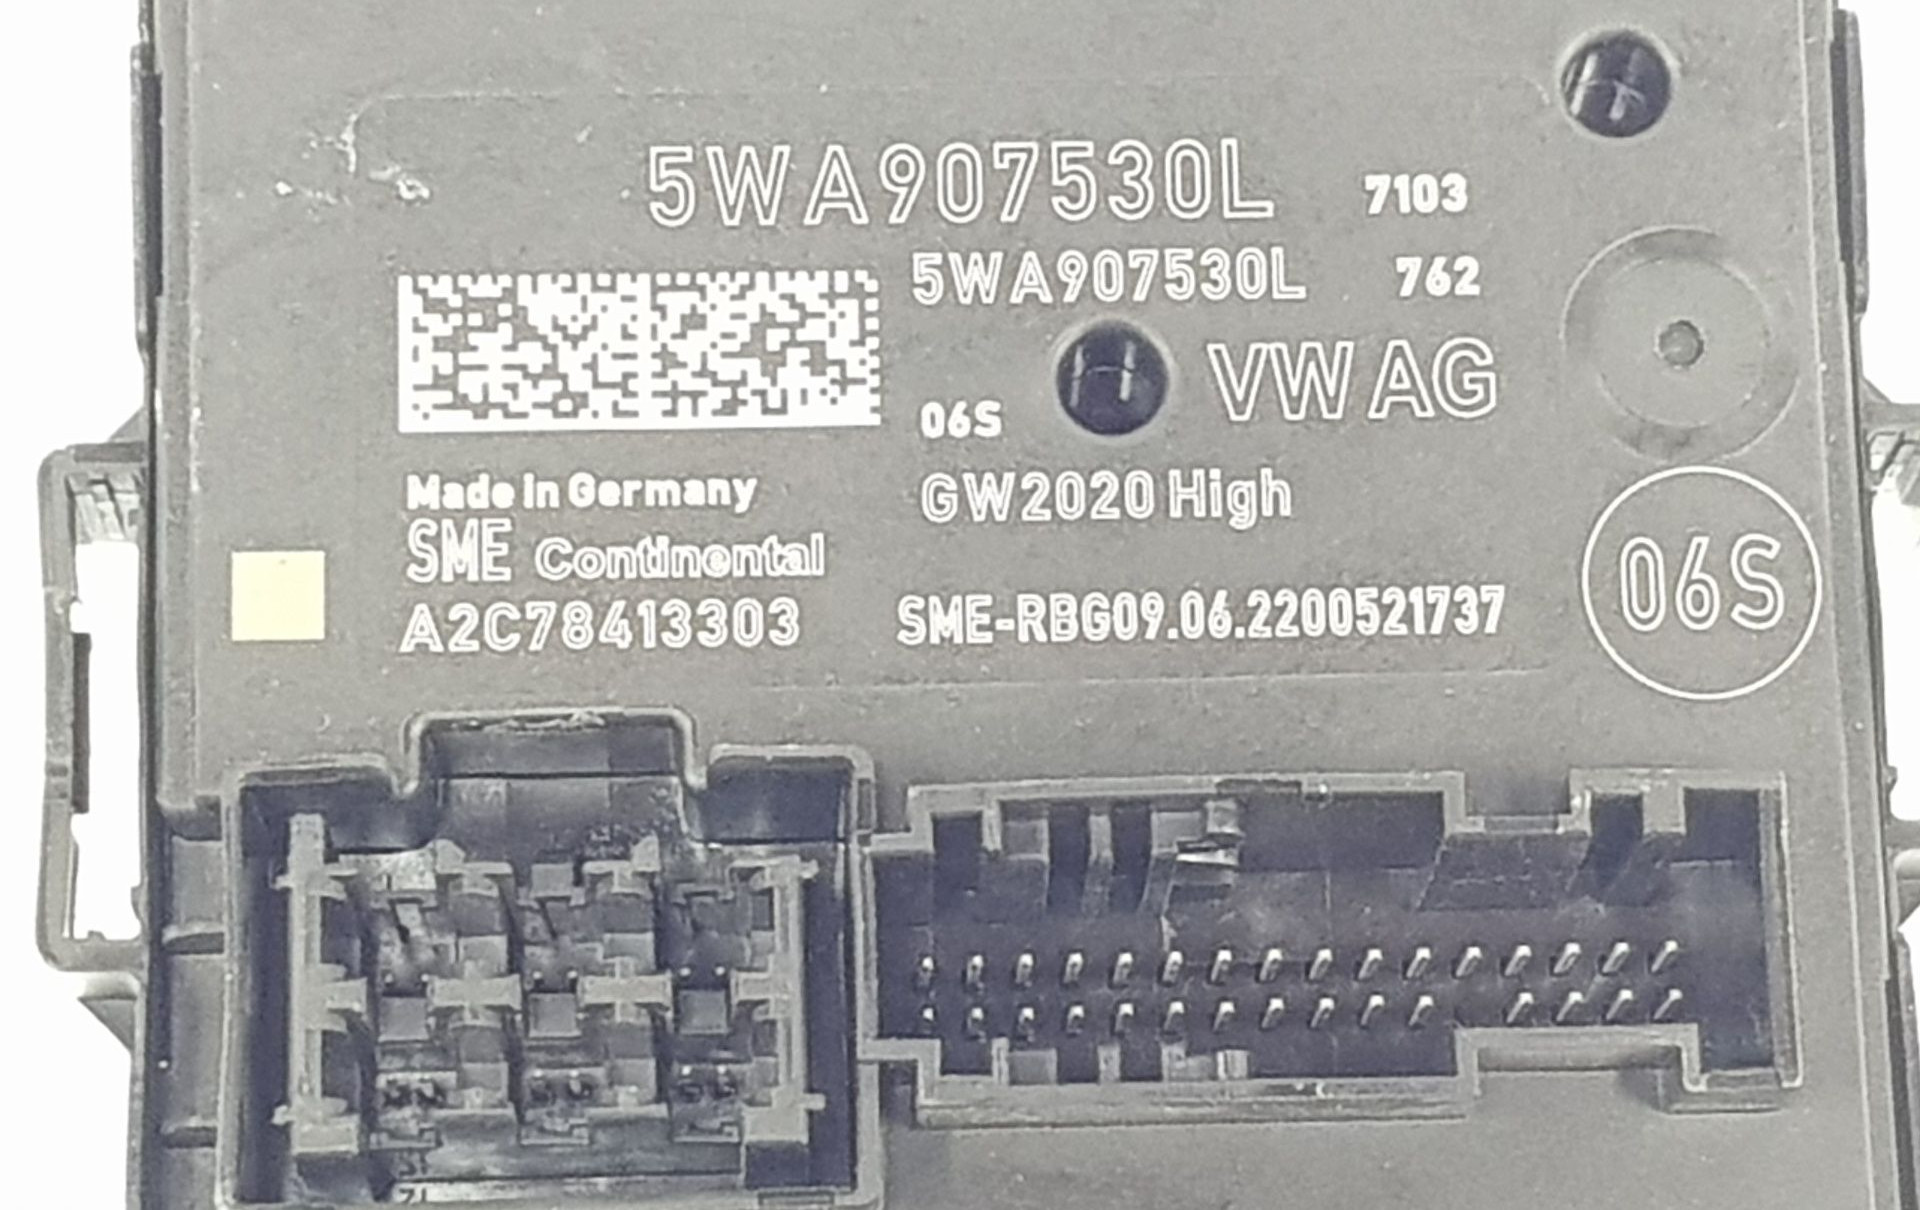 5WA907530L 7103
5WA907530L 762
VW AG
06S
Made in Germany
GW2020 High
SME Continental
A2C78413303
SME-RBG09.06.2200521737
06S